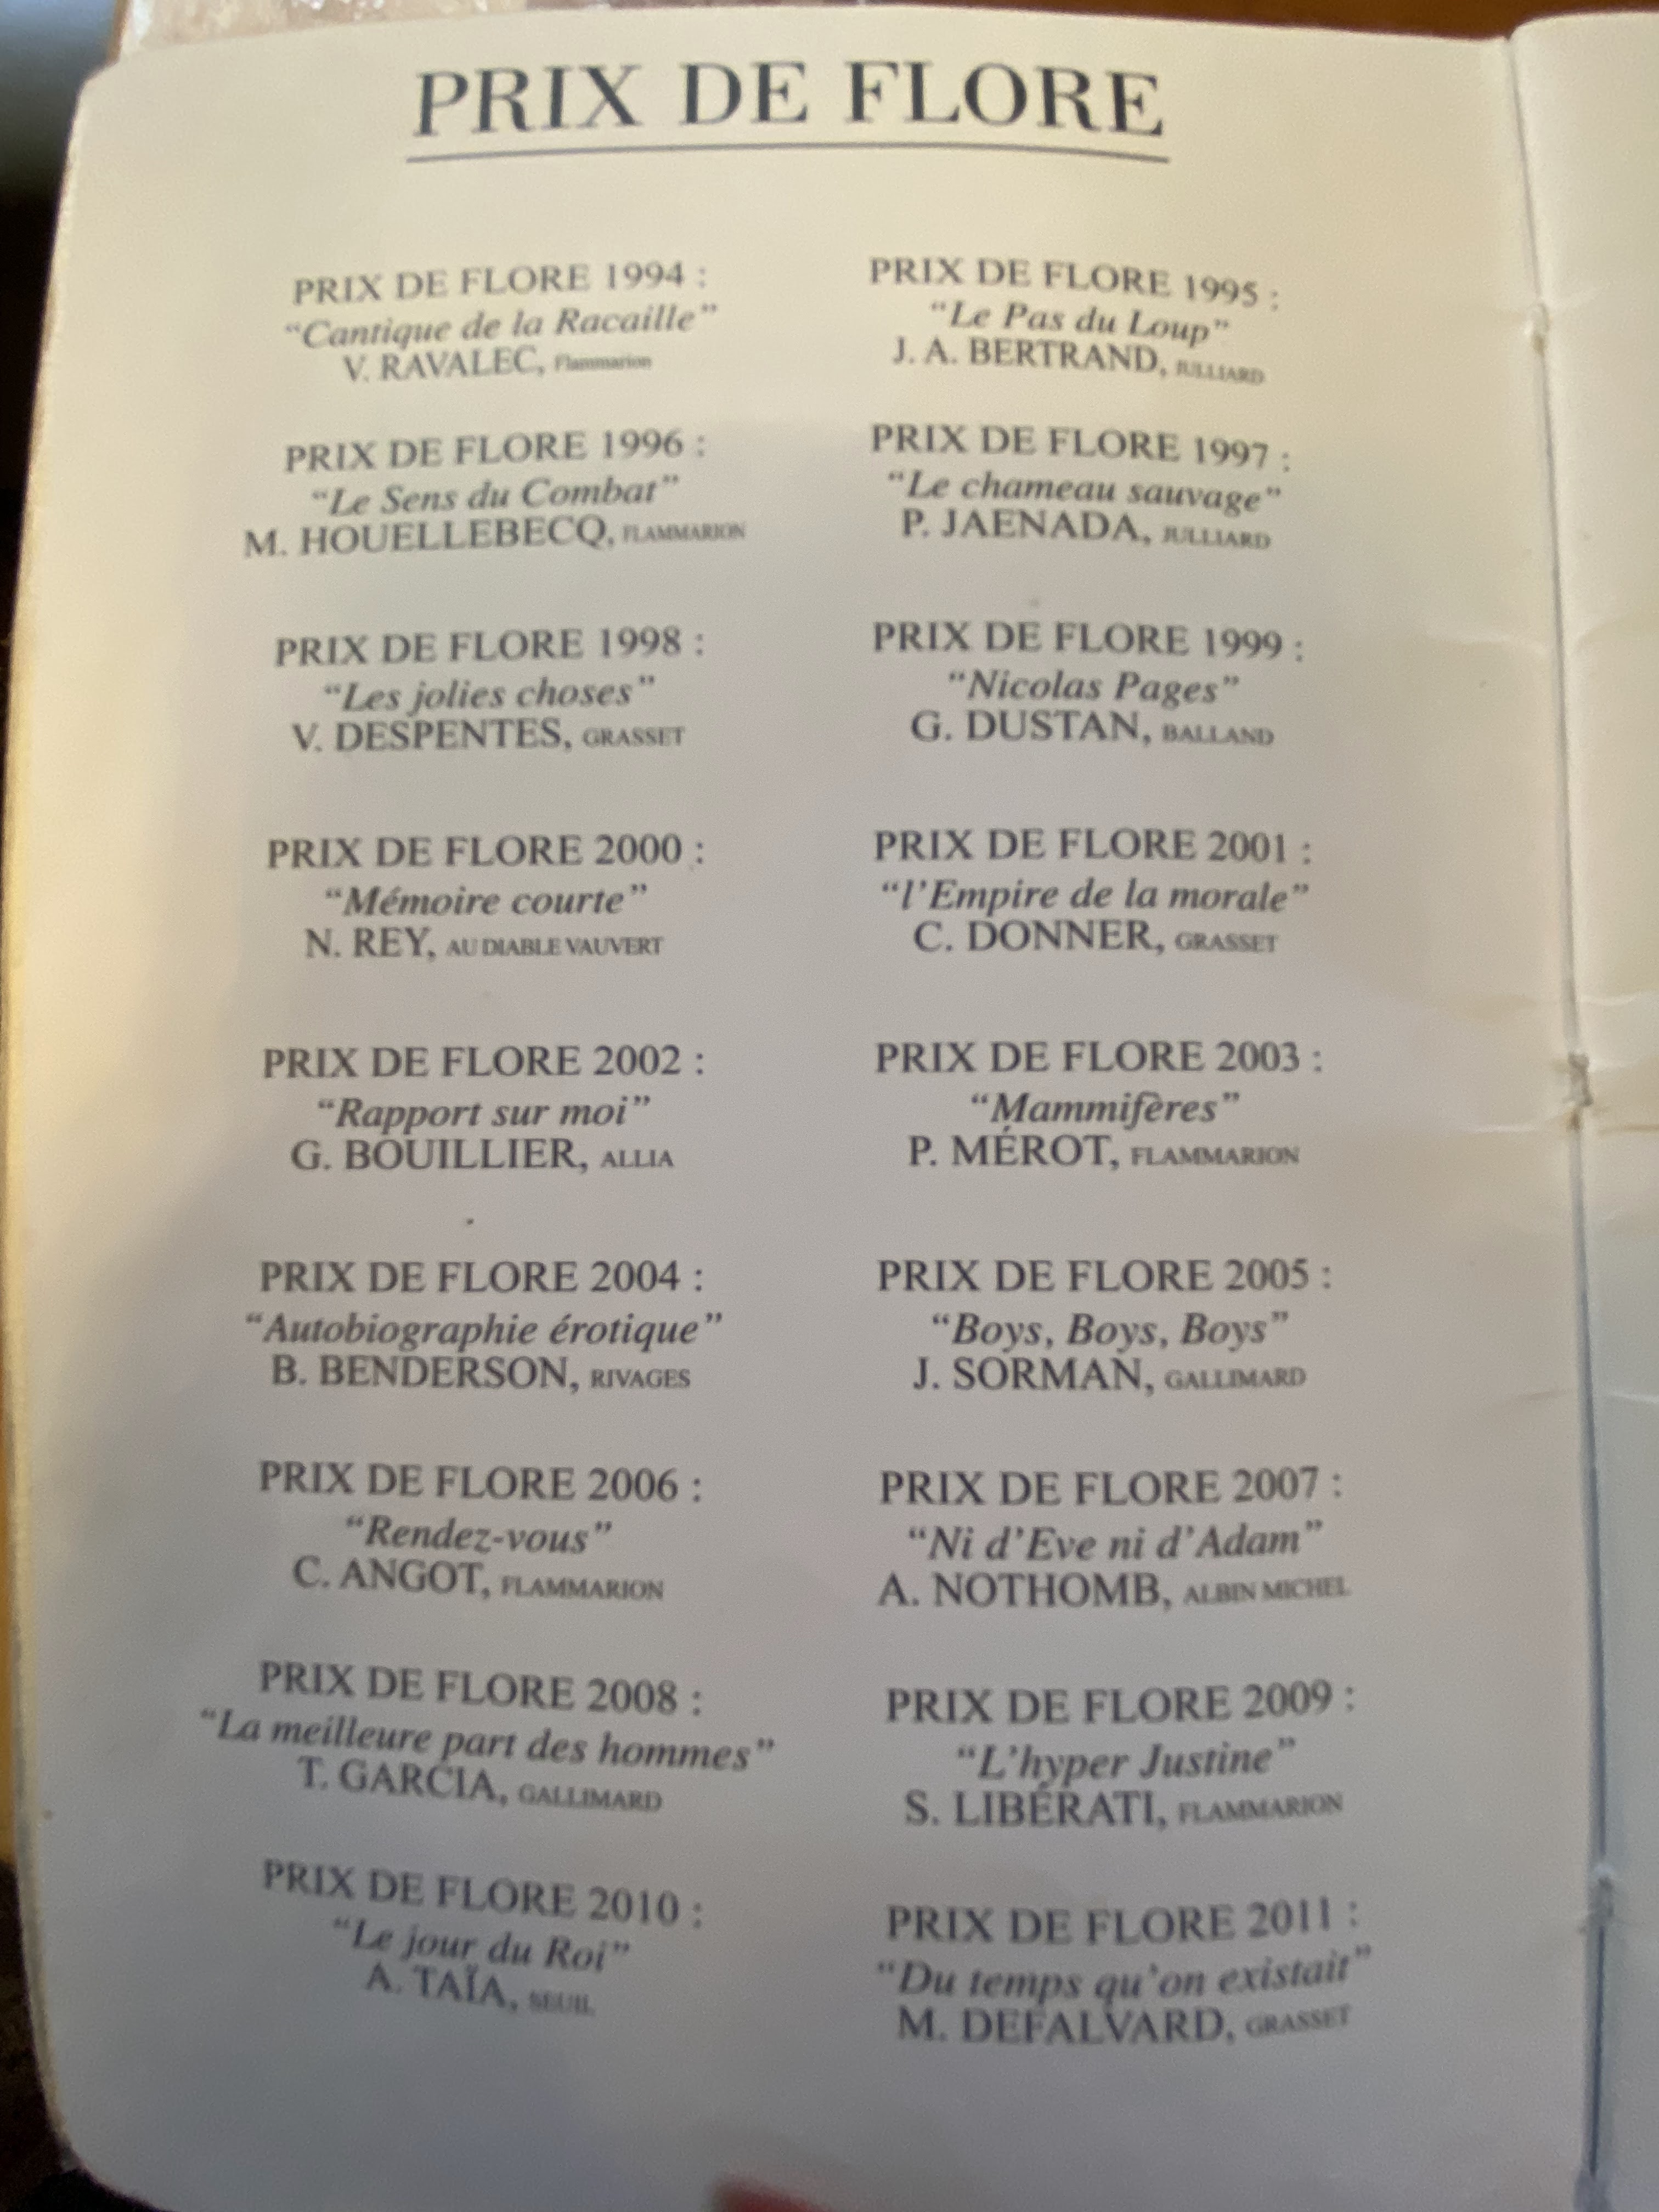 PRIX DE FLORE
PRIX DE FLORE 1994 :
“Cantique de la Racaille”
V. RAVALEC, Flammarion
PRIX DE FLORE 1995 :
“Le Pas du Loup”
J. A. BERTRAND, JULLIARD
PRIX DE FLORE 1996 :
“Le Sens du Combat”
M. HOUELLEBECQ, FLAMMARION
PRIX DE FLORE 1997 :
“Le chameau sauvage”
P. JAENADA, JULLIARD
PRIX DE FLORE 1998 :
“Les jolies choses”
V. DESPENTES, GRASSET
PRIX DE FLORE 1999 :
“Nicolas Pages”
G. DUSTAN, BALLAND
PRIX DE FLORE 2000 :
“Mémoire courte”
N. REY, AU DIABLE VAUVERT
PRIX DE FLORE 2001 :
“l’Empire de la morale”
C. DONNER, GRASSET
PRIX DE FLORE 2002 :
“Rapport sur moi”
G. BOUILLIER, ALLIA
PRIX DE FLORE 2003 :
“Mammifères”
P. MÉROT, FLAMMARION
PRIX DE FLORE 2004 :
“Autobiographie érotique”
B. BENDERSON, RIVAGES
PRIX DE FLORE 2005 :
“Boys, Boys, Boys”
J. SORMAN, GALLIMARD
PRIX DE FLORE 2006 :
“Rendez-vous”
C. ANGOT, FLAMMARION
PRIX DE FLORE 2007 :
“Ni d’Eve ni d’Adam”
A. NOTHOMB, ALBIN MICHEL
PRIX DE FLORE 2008 :
“La meilleure part des hommes”
T. GARCIA, GALLIMARD
PRIX DE FLORE 2009 :
“L’hyper Justine”
S. LIBÉRATI, FLAMMARION
PRIX DE FLORE 2010 :
“Le jour du Roi”
A. TAÏA, SEUIL
PRIX DE FLORE 2011 :
“Du temps qu’on existait”
M. DEFALVARD, GRASSET